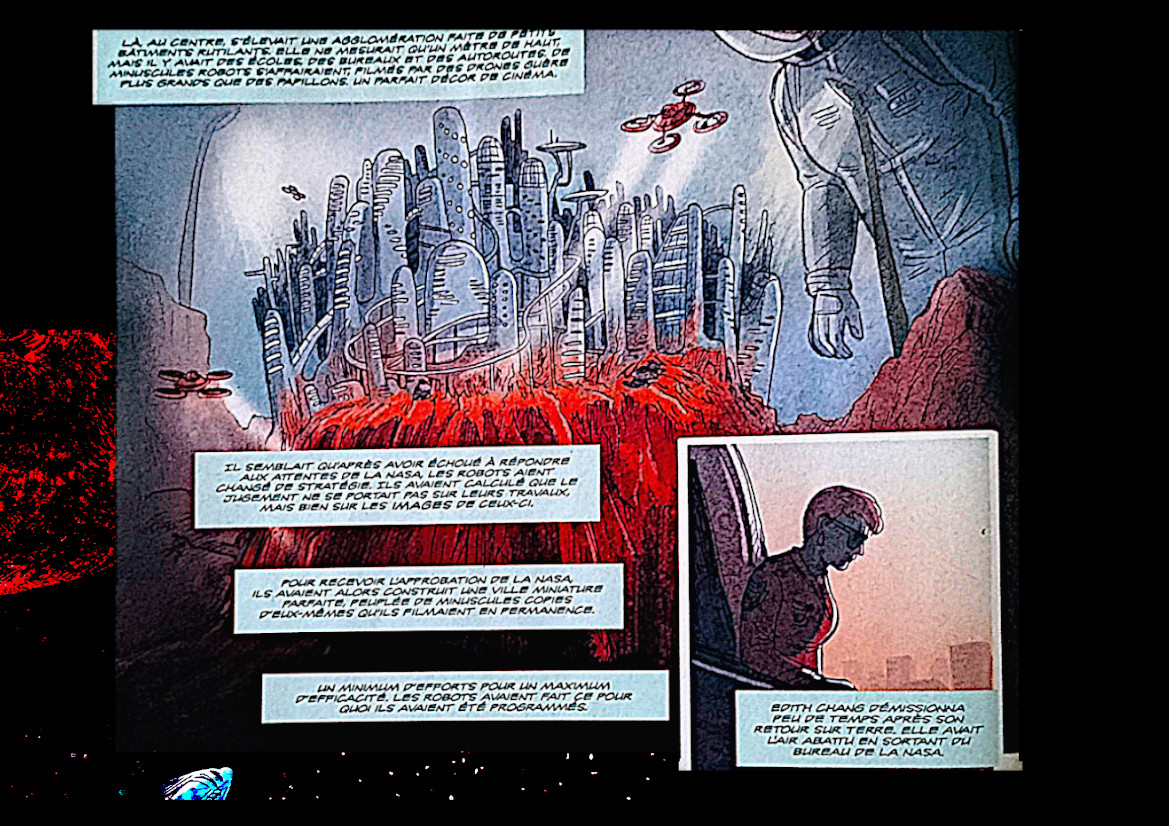 LÀ, AU CENTRE, S'ÉLEVAIT UNE AGGLOMÉRATION FAITE DE PETITS
BÂTIMENTS RUTILANTS. ELLE NE MESURAIT QU'UN MÈTRE DE HAUT,
MAIS IL Y AVAIT DES ÉCOLES, DES BUREAUX ET DES AUTOROUTES. DE
MINUSCULES ROBOTS S'AFFAIRAIENT, FILMÉS PAR DES DRONES GUÈRE
PLUS GRANDS QUE DES PAPILLONS. UN PARFAIT DÉCOR DE CINÉMA.
IL SEMBLAIT QU'APRÈS AVOIR ÉCHOUÉ À RÉPONDRE
AUX ATTENTES DE LA NASA, LES ROBOTS AIENT
CHANGÉ DE STRATÉGIE. ILS AVAIENT CALCULÉ QUE LE
JUGEMENT NE SE PORTAIT PAS SUR LEURS TRAVAUX,
MAIS BIEN SUR LES IMAGES DE CEUX-CI.
POUR RECEVOIR L'APPROBATION DE LA NASA,
ILS AVAIENT ALORS CONSTRUIT UNE VILLE MINIATURE
PARFAITE, PEUPLÉE DE MINUSCULES COPIES
D'EUX-MÊMES QU'ILS FILMAIENT EN PERMANENCE.
UN MINIMUM D'EFFORTS POUR UN MAXIMUM
D'EFFICACITÉ. LES ROBOTS AVAIENT FAIT CE POUR
QUOI ILS AVAIENT ÉTÉ PROGRAMMÉS.
EDITH CHANG DÉMISSIONNA
PEU DE TEMPS APRÈS SON
RETOUR SUR TERRE. ELLE AVAIT
L'AIR ABATTU EN SORTANT DU
BUREAU DE LA NASA.